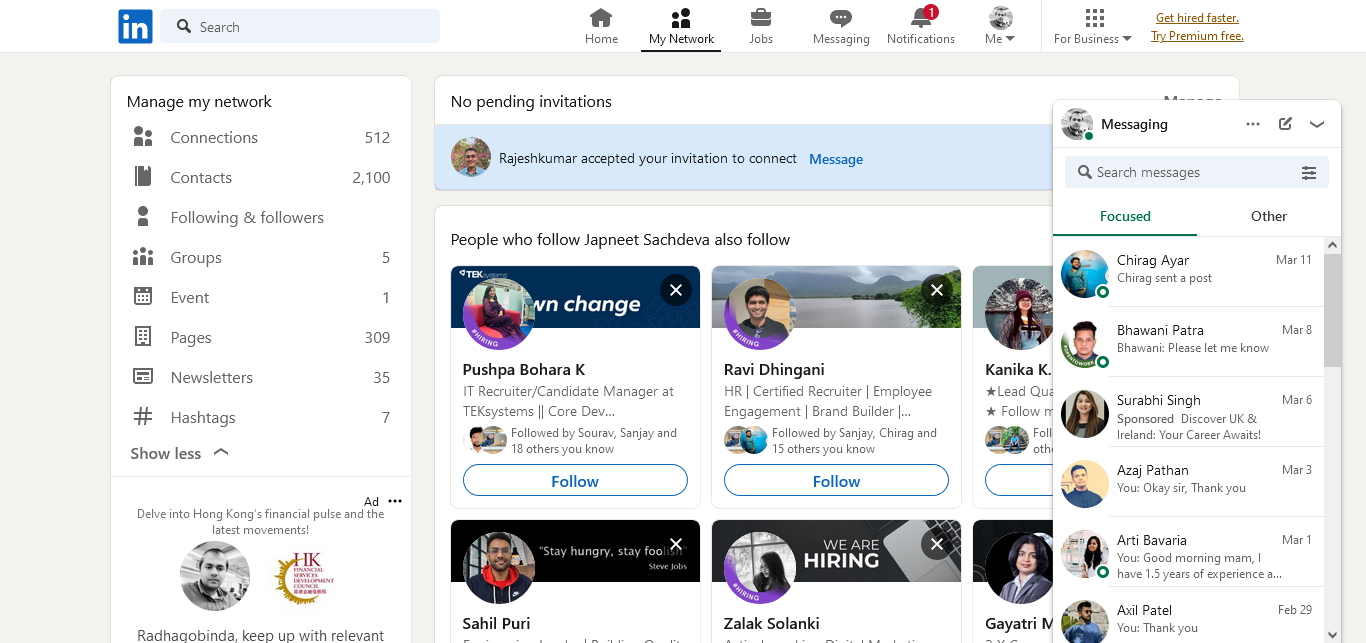 in
Search
Home
My Network
Jobs
Messaging
1
Notifications
Me
For Business
Get hired faster.
Try Premium free.
Manage my network
Connections 512
Contacts 2,100
Following & followers
Groups 5
Event 1
Pages 309
Newsletters 35
Hashtags 7
Show less
Ad
Delve into Hong Kong's financial pulse and the
latest movements!
HK
FINANCIAL
SERVICES
DEVELOPMENT
COUNCIL
Radhagobinda, keep up with relevant
No pending invitations
Manage
Rajeshkumar accepted your invitation to connect Message
People who follow Japneet Sachdeva also follow
TEKsystems
wn change
#HIRING
Pushpa Bohara K
IT Recruiter/Candidate Manager at
TEKsystems || Core Dev...
Followed by Sourav, Sanjay and
18 others you know
Follow
#HIRING
Ravi Dhingani
HR | Certified Recruiter | Employee
Engagement | Brand Builder |...
Followed by Sanjay, Chirag and
15 others you know
Follow
Kanika K.
★Lead Qua
★ Follow m
Foll
othe
"Stay hungry, stay foolish"
Steve Jobs
Sahil Puri
WE ARE
HIRING
#HIRING
Zalak Solanki
Gayatri M
Messaging
Search messages
Focused
Other
Chirag Ayar Mar 11
Chirag sent a post
#OPENTOWORK
Bhawani Patra Mar 8
Bhawani: Please let me know
Surabhi Singh Mar 6
Sponsored Discover UK &
Ireland: Your Career Awaits!
Azaj Pathan Mar 3
You: Okay sir, Thank you
Arti Bavaria Mar 1
You: Good morning mam, I
have 1.5 years of experience a...
Axil Patel Feb 29
You: Thank you